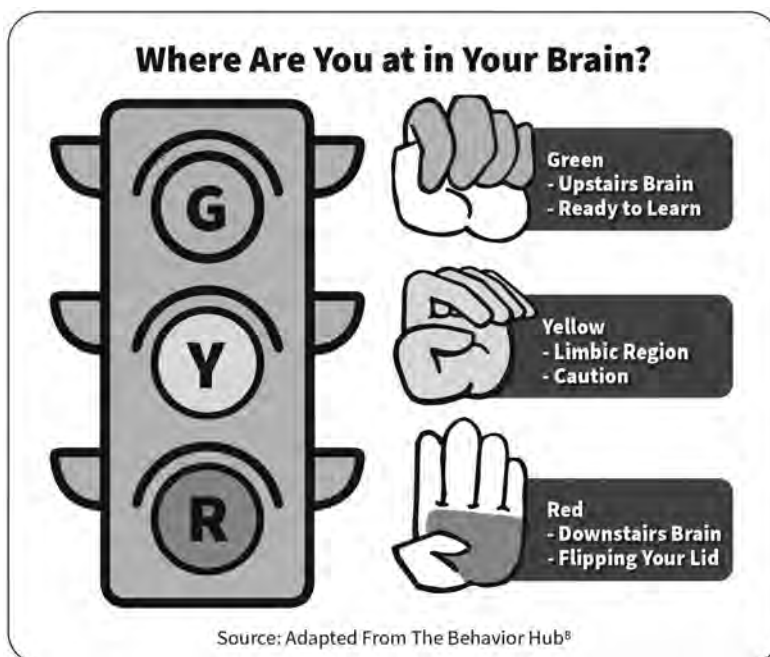 Where Are You at in Your Brain?
G
Green
- Upstairs Brain
- Ready to Learn
Y
Yellow
- Limbic Region
- Caution
R
Red
- Downstairs Brain
- Flipping Your Lid
Source: Adapted From The Behavior Hub⁸